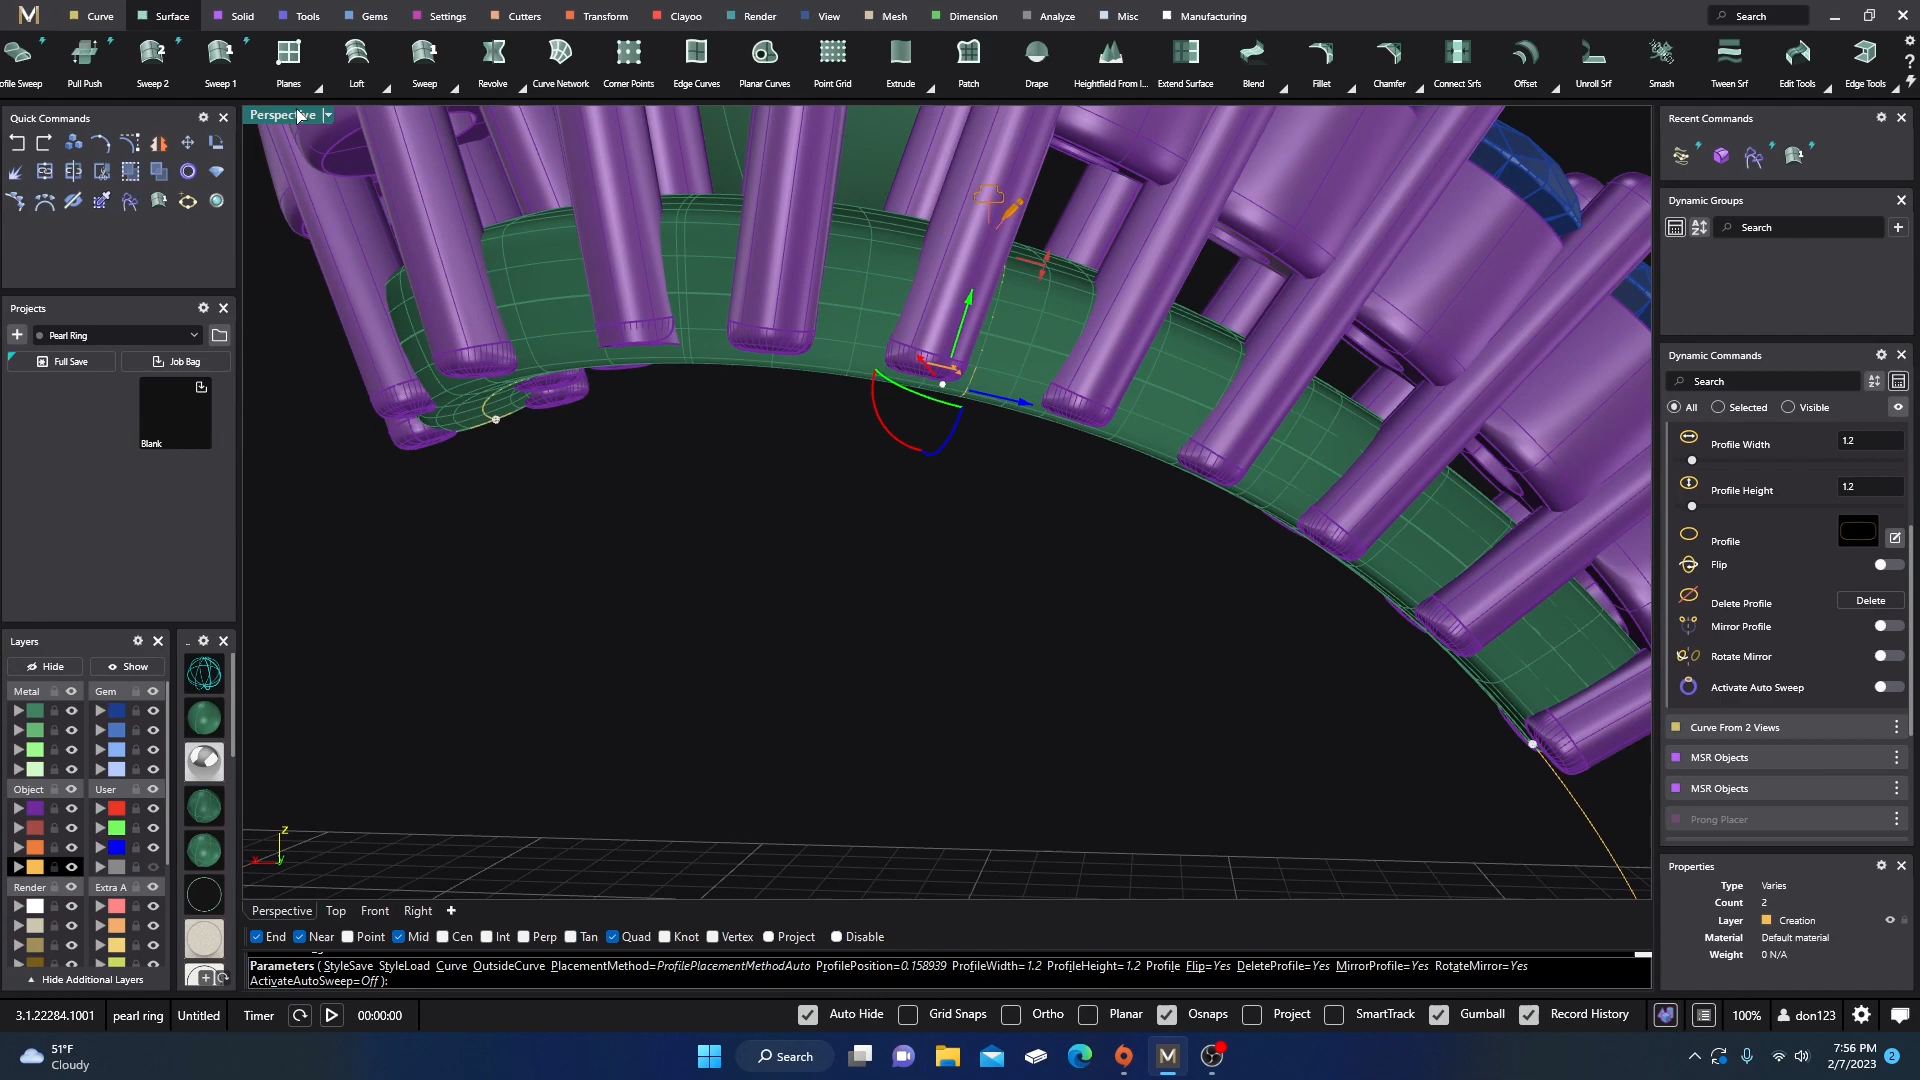 M Curve Surface Solid Tools Gems Settings Cutters Transform Clayoo Render View Mesh Dimension Analyze Misc Manufacturing Search
ofile Sweep Pull Push Sweep 2 Sweep 1 Planes Loft Sweep Revolve Curve Network Corner Points Edge Curves Planar Curves Point Grid Extrude Patch Drape Heightfield From I... Extend Surface Blend Fillet Chamfer Connect Srfs Offset Unroll Srf Smash Tween Srf Edit Tools Edge Tools
Quick Commands
Perspective
Recent Commands
Dynamic Groups
Search
Projects
Pearl Ring
Full Save Job Bag
Blank
Dynamic Commands
Search
All Selected Visible
Profile Width 1.2
Profile Height 1.2
Profile
Flip
Delete Profile Delete
Mirror Profile
Rotate Mirror
Activate Auto Sweep
Curve From 2 Views
MSR Objects
MSR Objects
Prong Placer
Layers
Hide Show
Metal Gem
Object User
Render Extra A
Hide Additional Layers
z
x y
Properties
Type Varies
Count 2
Layer Creation
Material Default material
Weight 0 N/A
Perspective Top Front Right
End Near Point Mid Cen Int Perp Tan Quad Knot Vertex Project Disable
Parameters ( StyleSave StyleLoad Curve OutsideCurve PlacementMethod=ProfilePlacementMethodAuto ProfilePosition=0.158939 ProfileWidth=1.2 ProfileHeight=1.2 Profile Flip=Yes DeleteProfile=Yes MirrorProfile=Yes RotateMirror=Yes
ActivateAutoSweep=Off ):
3.1.22284.1001 pearl ring Untitled Timer 00:00:00 Auto Hide Grid Snaps Ortho Planar Osnaps Project SmartTrack Gumball Record History 100% don123
51°F
Cloudy
Search
7:56 PM
2/7/2023
2